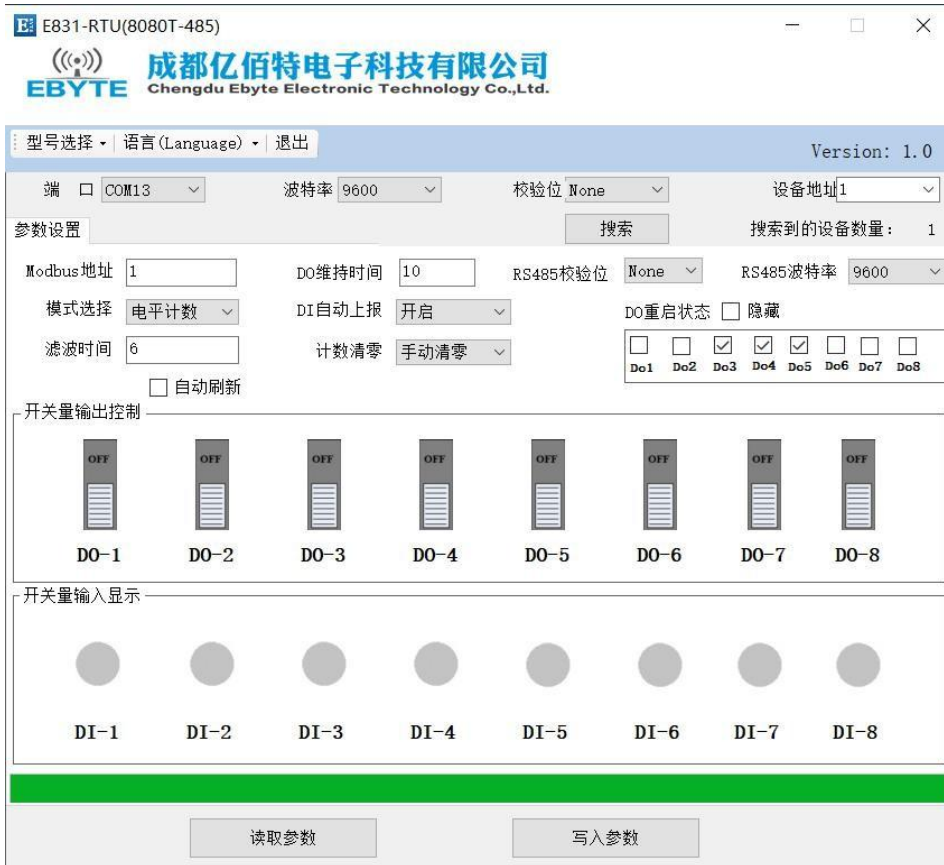 E831-RTU(8080T-485)
EBYTE 成都亿佰特电子科技有限公司
Chengdu Ebyte Electronic Technology Co.,Ltd.
型号选择 语言(Language) 退出
Version: 1.0
端 口 COM13 波特率 9600 校验位 None 设备地址 1
参数设置 搜索 搜索到的设备数量： 1
Modbus地址 1 DO维持时间 10 RS485校验位 None RS485波特率 9600
模式选择 电平计数 DI自动上报 开启 DO重启状态 隐藏
滤波时间 6 计数清零 手动清零
Do1 Do2 Do3 Do4 Do5 Do6 Do7 Do8
自动刷新
开关量输出控制
OFF OFF OFF OFF OFF OFF OFF OFF
DO-1 DO-2 DO-3 DO-4 DO-5 DO-6 DO-7 DO-8
开关量输入显示
DI-1 DI-2 DI-3 DI-4 DI-5 DI-6 DI-7 DI-8
读取参数 写入参数